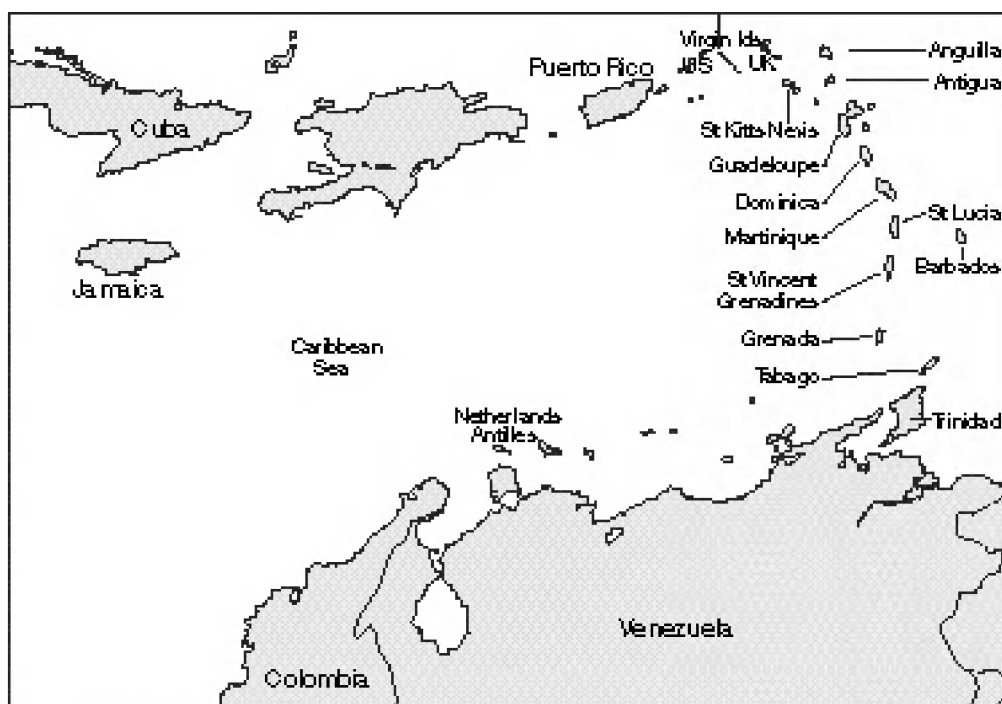 Virgin Ids
US UK
Anguilla
Puerto Rico
Antigua
Cuba
St Kitts Nevis
Guadeloupe
Dominica
St Lucia
Martinique
Barbados
St Vincent
Grenadines
Jamaica
Grenada
Caribbean
Sea
Tobago
Netherlands
Antilles
Trinidad
Venezuela
Colombia